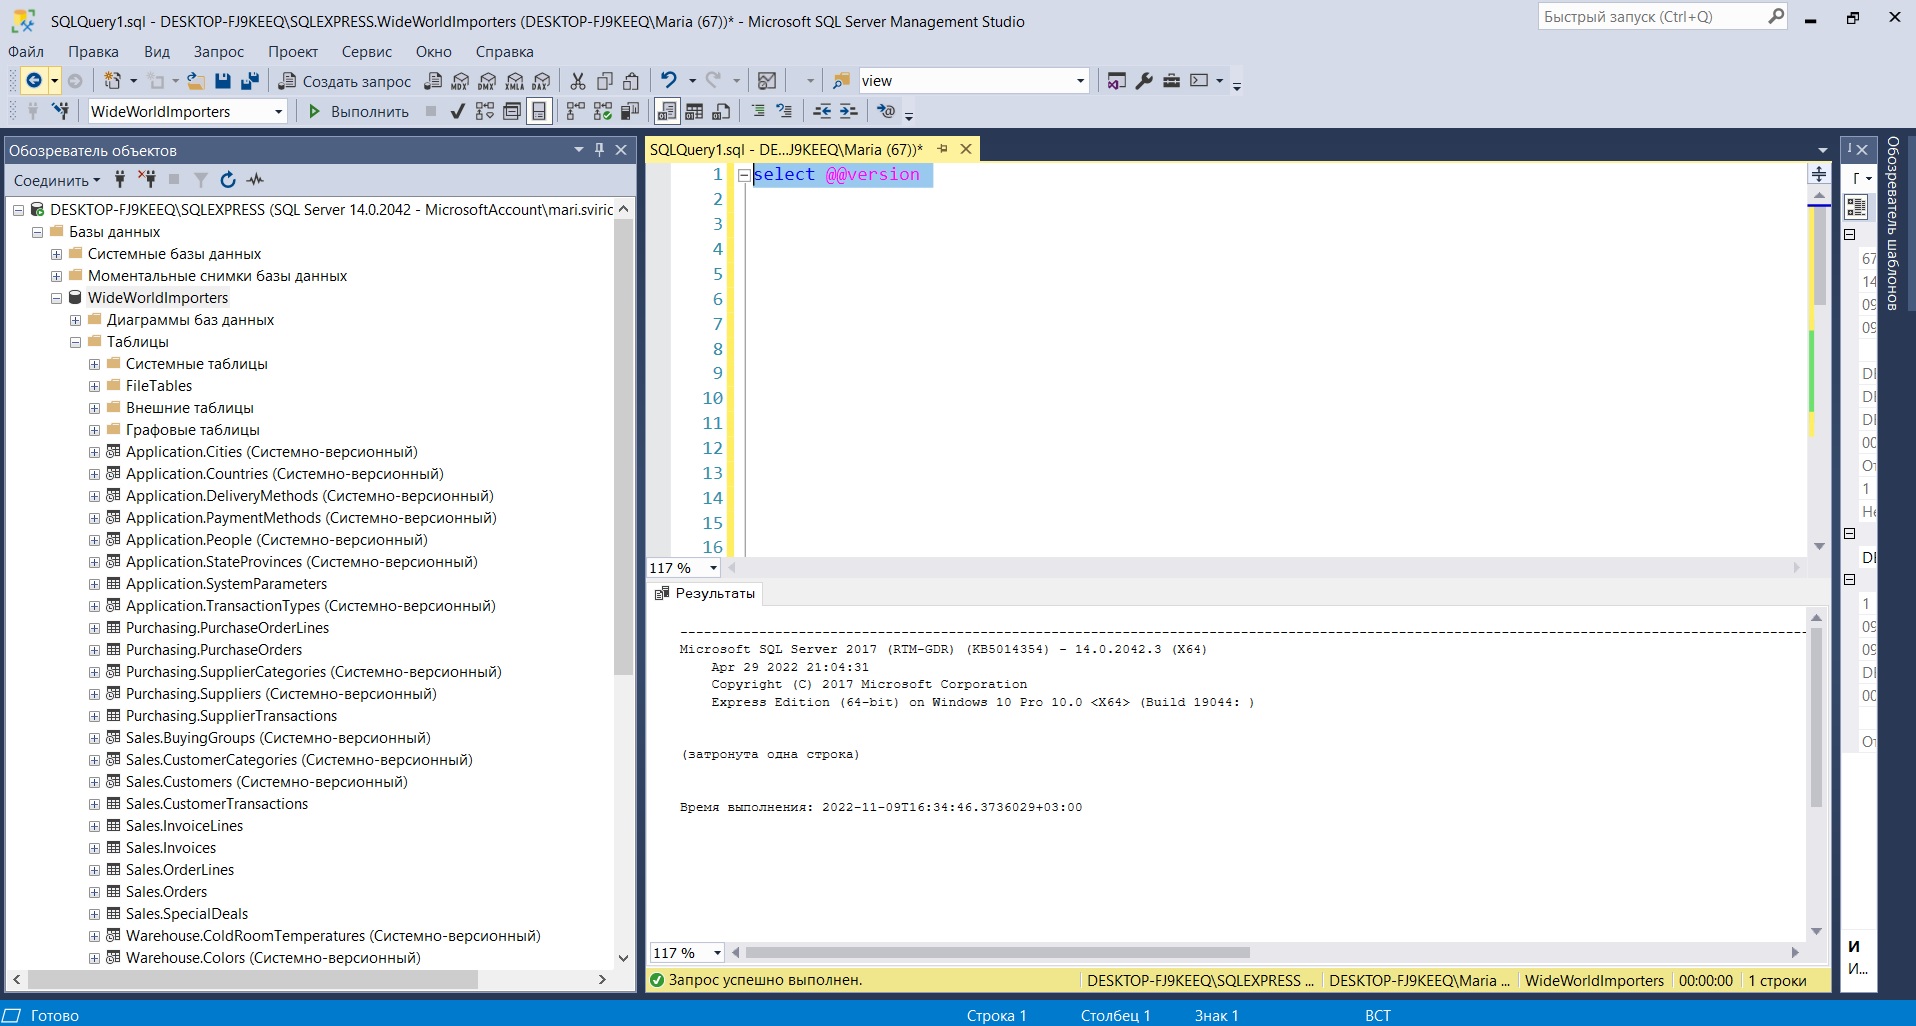 SQLQuery1.sql - DESKTOP-FJ9KEEQ\SQLEXPRESS.WideWorldImporters (DESKTOP-FJ9KEEQ\Maria (67))* - Microsoft SQL Server Management Studio
Быстрый запуск (Ctrl+Q)
Файл Правка Вид Запрос Проект Сервис Окно Справка
Создать запрос MDX DMX XMLA DAX view
WideWorldImporters Выполнить
Обозреватель объектов
Соединить
DESKTOP-FJ9KEEQ\SQLEXPRESS (SQL Server 14.0.2042 - MicrosoftAccount\mari.sviric
Базы данных
Системные базы данных
Моментальные снимки базы данных
WideWorldImporters
Диаграммы баз данных
Таблицы
Системные таблицы
FileTables
Внешние таблицы
Графовые таблицы
Application.Cities (Системно-версионный)
Application.Countries (Системно-версионный)
Application.DeliveryMethods (Системно-версионный)
Application.PaymentMethods (Системно-версионный)
Application.People (Системно-версионный)
Application.StateProvinces (Системно-версионный)
Application.SystemParameters
Application.TransactionTypes (Системно-версионный)
Purchasing.PurchaseOrderLines
Purchasing.PurchaseOrders
Purchasing.SupplierCategories (Системно-версионный)
Purchasing.Suppliers (Системно-версионный)
Purchasing.SupplierTransactions
Sales.BuyingGroups (Системно-версионный)
Sales.CustomerCategories (Системно-версионный)
Sales.Customers (Системно-версионный)
Sales.CustomerTransactions
Sales.InvoiceLines
Sales.Invoices
Sales.OrderLines
Sales.Orders
Sales.SpecialDeals
Warehouse.ColdRoomTemperatures (Системно-версионный)
Warehouse.Colors (Системно-версионный)
SQLQuery1.sql - DE...J9KEEQ\Maria (67))*
1 select @@version
2
3
4
5
6
7
8
9
10
11
12
13
14
15
16
117 %
Результаты
Microsoft SQL Server 2017 (RTM-GDR) (KB5014354) - 14.0.2042.3 (X64)
Apr 29 2022 21:04:31
Copyright (C) 2017 Microsoft Corporation
Express Edition (64-bit) on Windows 10 Pro 10.0 <X64> (Build 19044: )
(затронута одна строка)
Время выполнения: 2022-11-09T16:34:46.3736029+03:00
117 %
Запрос успешно выполнен. DESKTOP-FJ9KEEQ\SQLEXPRESS ... DESKTOP-FJ9KEEQ\Maria ... WideWorldImporters 00:00:00 1 строки
67
14
09
09
DI
DI
DI
00
1
Не
DI
1
09
09
DI
00
И
И...
Обозреватель шаблонов
Готово Строка 1 Столбец 1 Знак 1 ВСТ